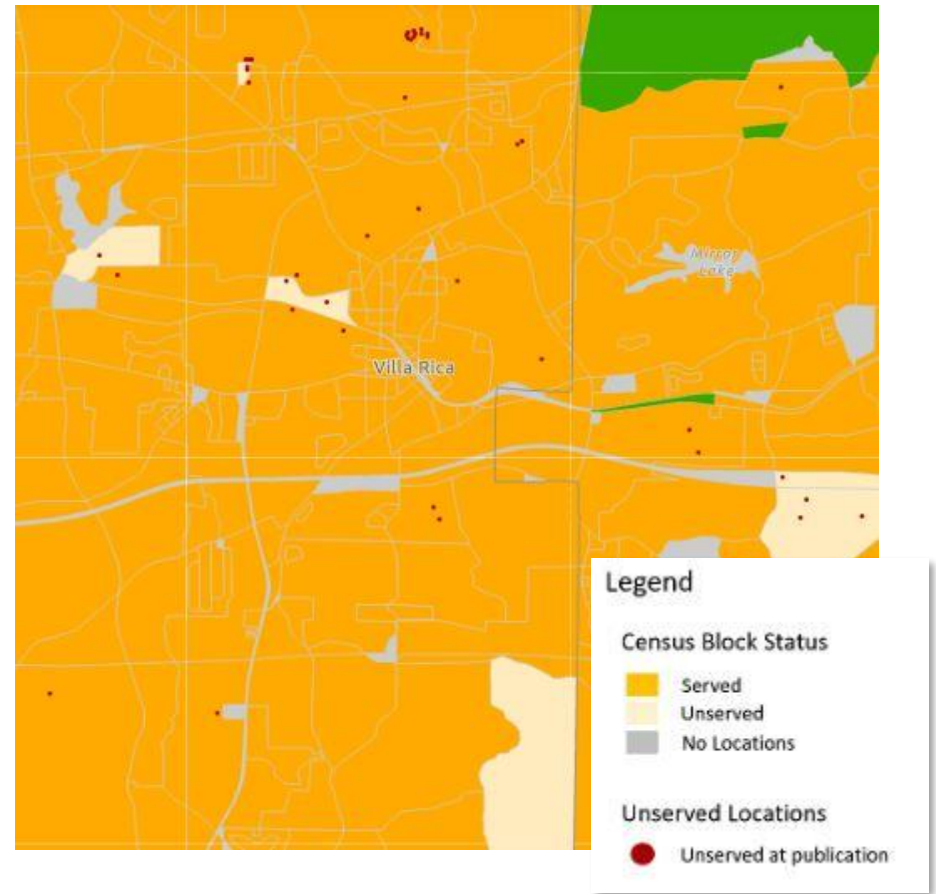 Mirror
Lake
Villa Rica
Legend
Census Block Status
Served
Unserved
No Locations
Unserved Locations
Unserved at publication